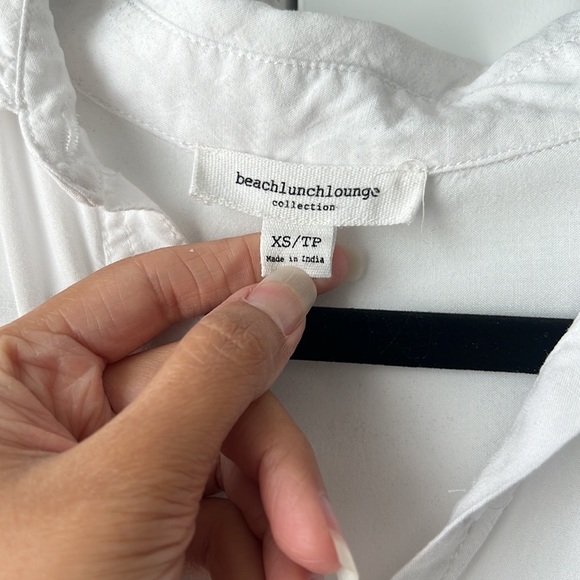 beachlunchlounge
collection
XS/TP
Made in India